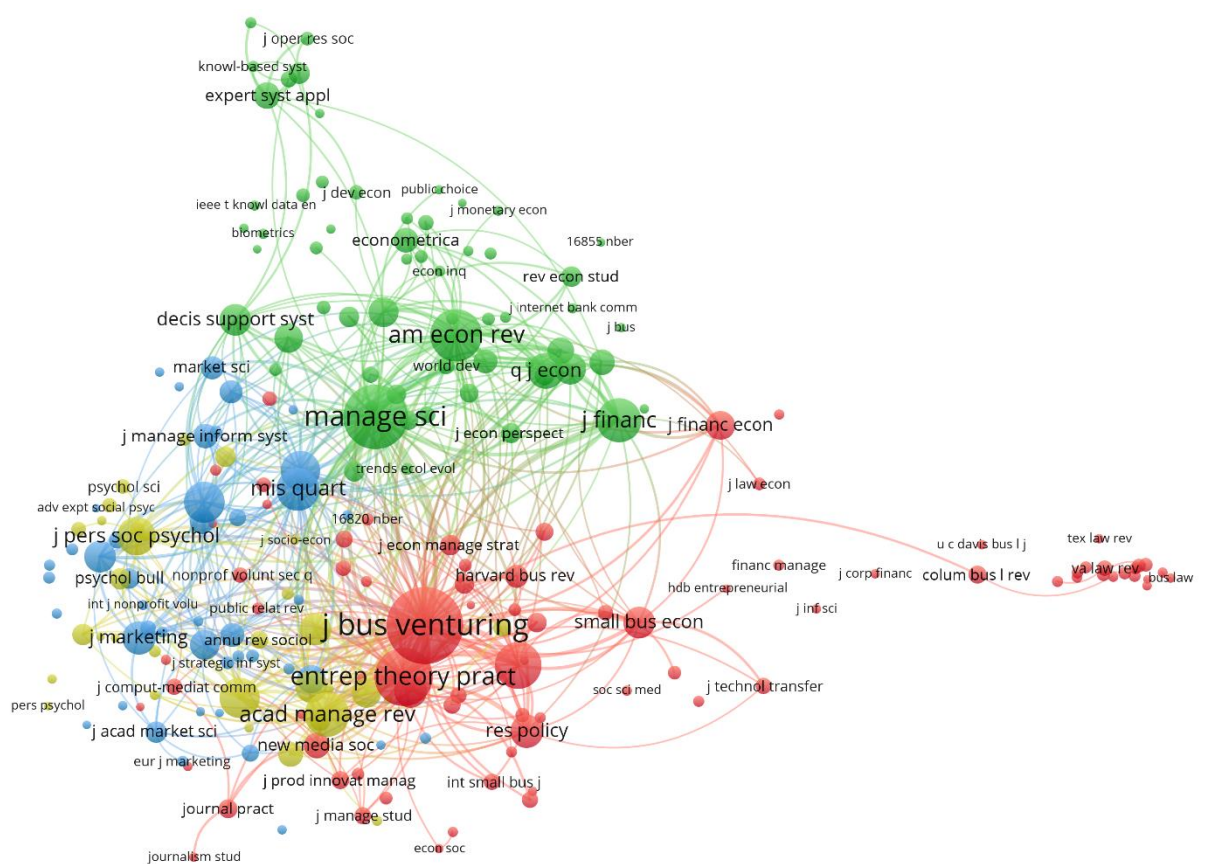 j oper res soc
knowl-based syst
expert syst appl
j dev econ
public choice
ieee t knowl data en
j monetary econ
biometrics
econometrica
16855 nber
econ inq
rev econ stud
j internet bank comm
decis support syst
j bus
am econ rev
market sci
world dev
q j econ
manage sci
j financ
j financ econ
j manage inform syst
j econ perspect
trends ecol evol
psychol sci
mis quart
j law econ
adv expt social psyc
16820 nber
j pers soc psychol
j socio-econ
j econ manage strat
u c davis bus l j
tex law rev
psychol bull
nonprof volunt sec q
harvard bus rev
financ manage
j corp financ
colum bus l rev
va law rev
bus law
hdb entrepreneurial
int j nonprofit volu
public relat rev
j inf sci
j bus venturing
small bus econ
j marketing
annu rev sociol
j strategic inf syst
entrep theory pract
j comput-mediat comm
soc sci med
j technol transfer
pers psychol
acad manage rev
j acad market sci
res policy
new media soc
eur j marketing
j prod innovat manag
int small bus j
journal pract
j manage stud
econ soc
journalism stud